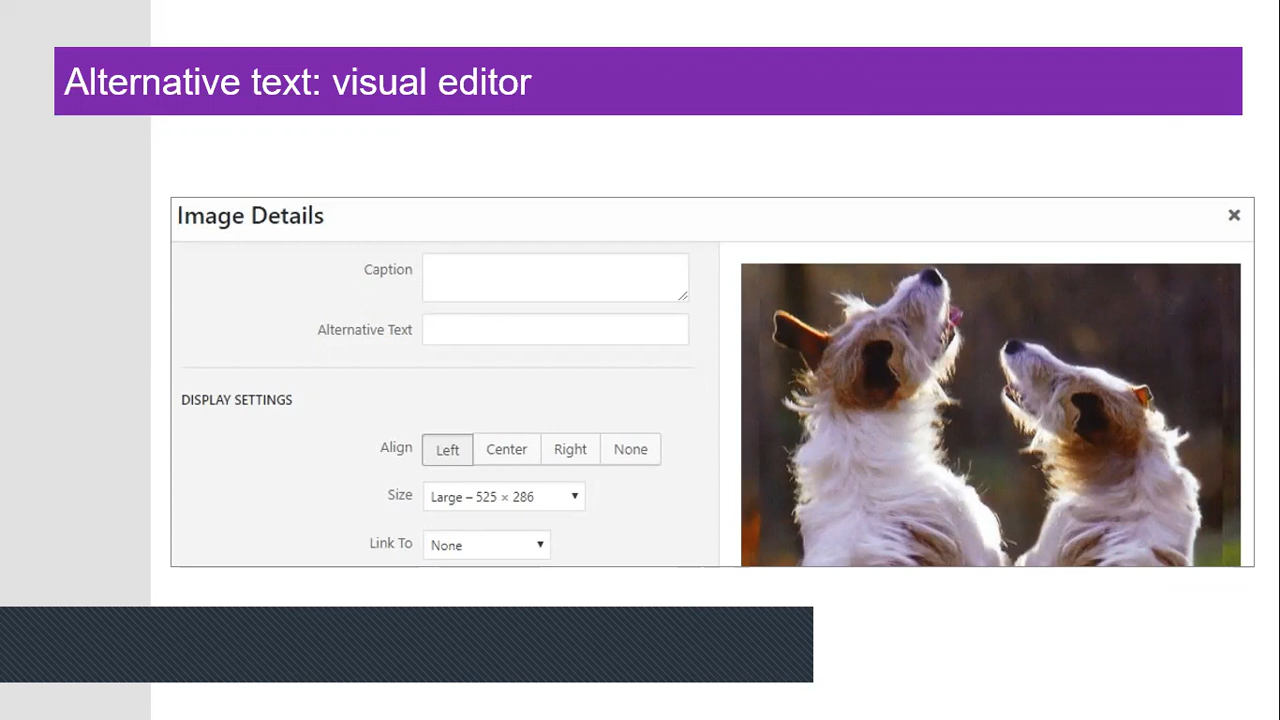 Alternative text: visual editor
Image Details
Caption
Alternative Text
DISPLAY SETTINGS
Align Left Center Right None
Size Large – 525 × 286
Link To None